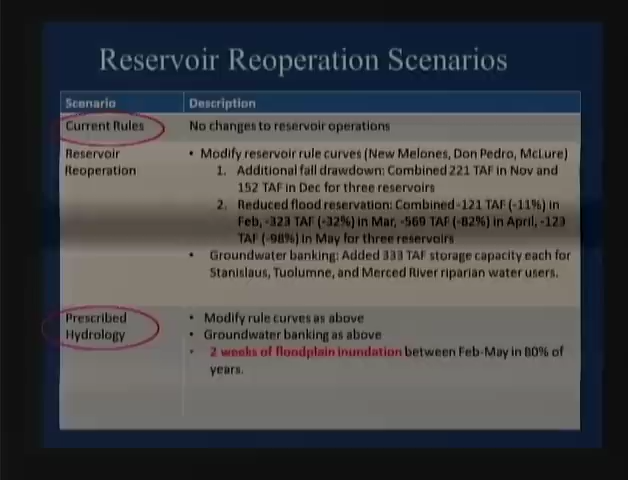 Reservoir Reoperation Scenarios
Scenario Description
Current Rules No changes to reservoir operations
Reservoir Reoperation
• Modify reservoir rule curves (New Melones, Don Pedro, McLure)
1. Additional fall drawdown: Combined 221 TAF in Nov and
152 TAF in Dec for three reservoirs
2. Reduced flood reservation: Combined -121 TAF (-11%) in
Feb, -323 TAF (-32%) in Mar, -569 TAF (-82%) in April, -123
TAF (-98%) in May for three reservoirs
• Groundwater banking: Added 333 TAF storage capacity each for
Stanislaus, Tuolumne, and Merced River riparian water users.
Prescribed Hydrology
• Modify rule curves as above
• Groundwater banking as above
• 2 weeks of floodplain inundation between Feb-May in 80% of
years.